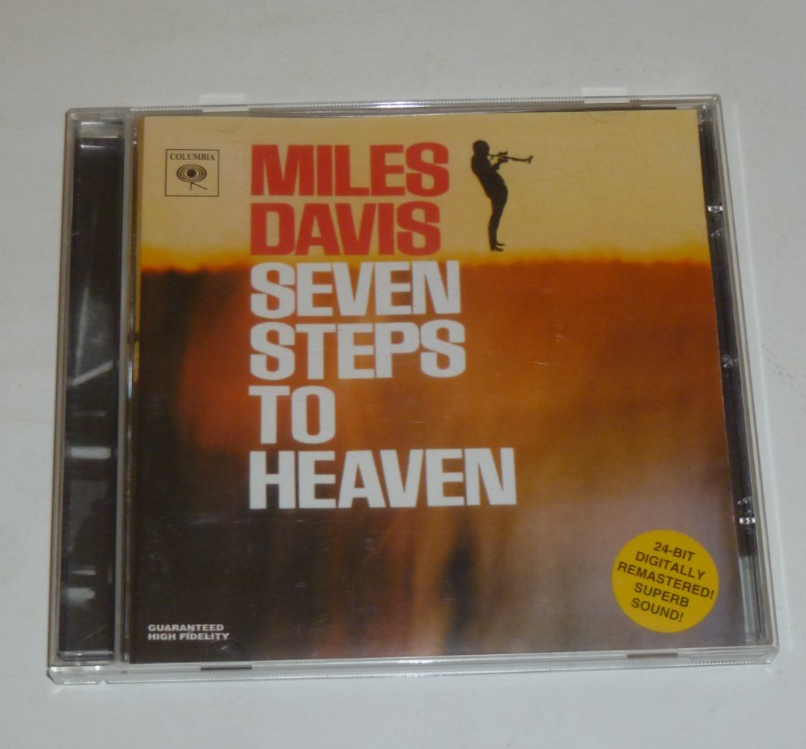 COLUMBIA
MILES
DAVIS
SEVEN
STEPS
TO
HEAVEN
24-BIT
DIGITALLY
REMASTERED!
SUPERB
SOUND!
GUARANTEED
HIGH FIDELITY